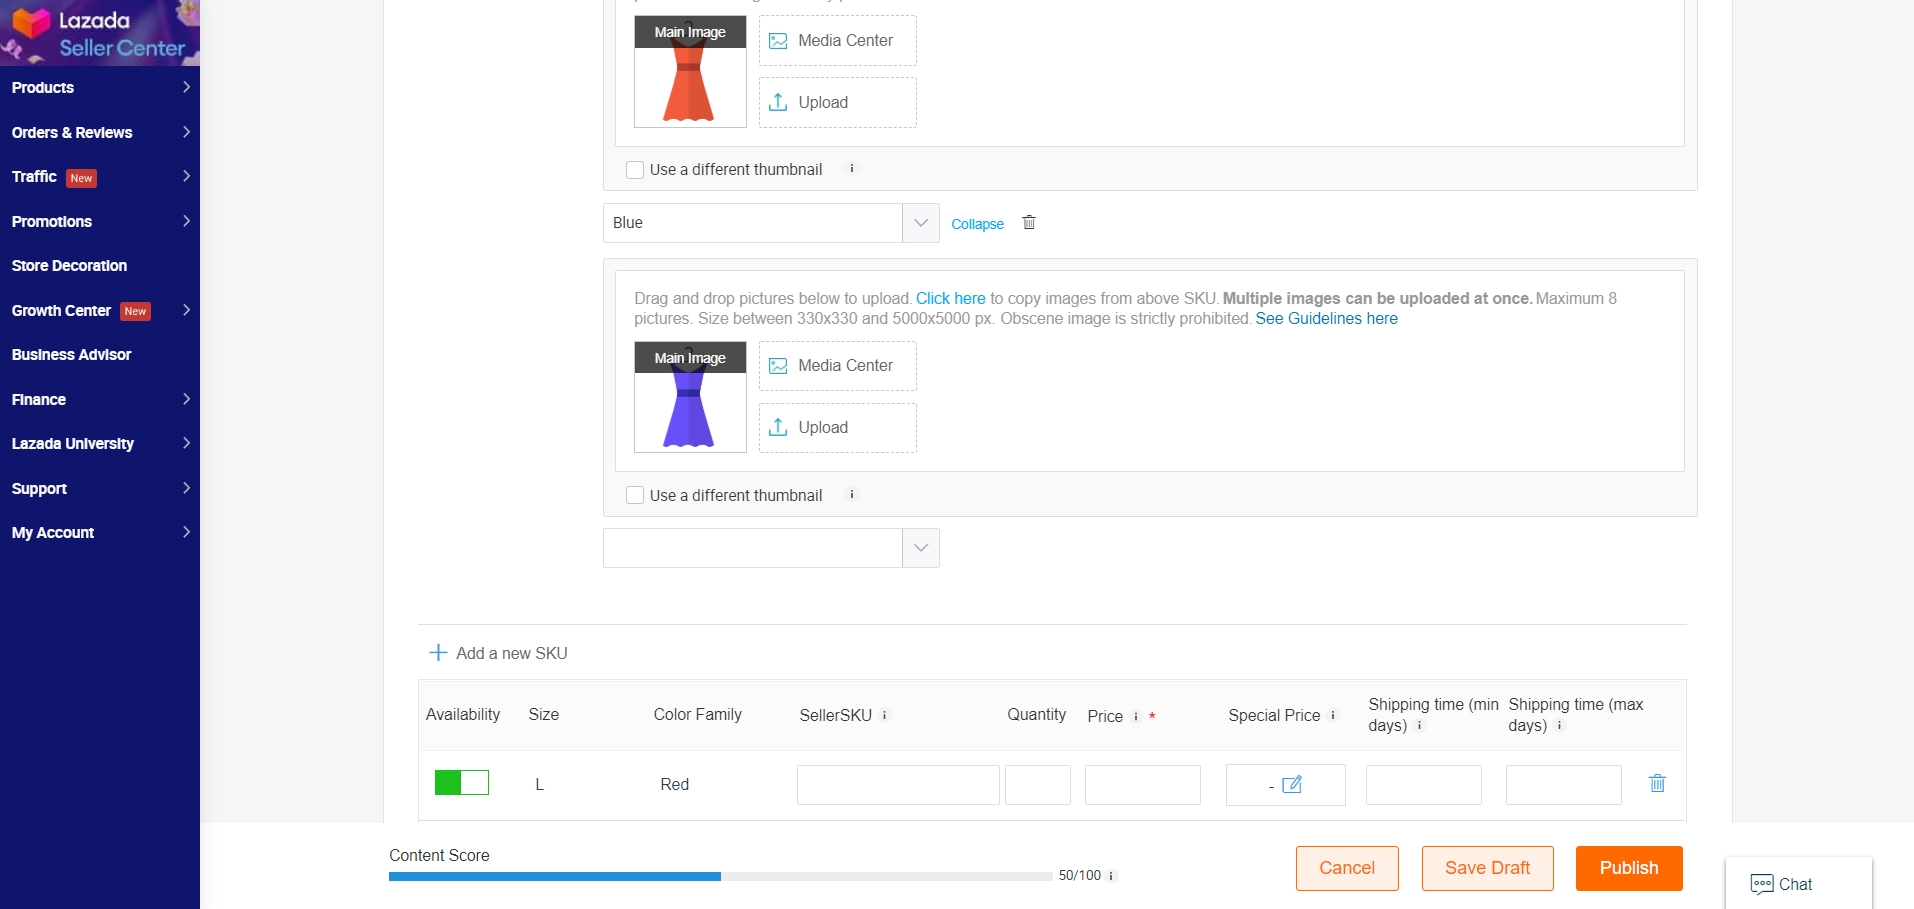 Lazada
Seller Center
Products
Orders & Reviews
Traffic New
Promotions
Store Decoration
Growth Center New
Business Advisor
Finance
Lazada University
Support
My Account
Main Image
Media Center
Upload
Use a different thumbnail i
Blue
Collapse
Drag and drop pictures below to upload. Click here to copy images from above SKU. Multiple images can be uploaded at once. Maximum 8
pictures. Size between 330x330 and 5000x5000 px. Obscene image is strictly prohibited. See Guidelines here
Main Image
Media Center
Upload
Use a different thumbnail i
+ Add a new SKU
Availability Size Color Family SellerSKU i Quantity Price i * Special Price i Shipping time (min days) i Shipping time (max days) i
L Red -
Content Score
50/100 i
Cancel Save Draft Publish
Chat